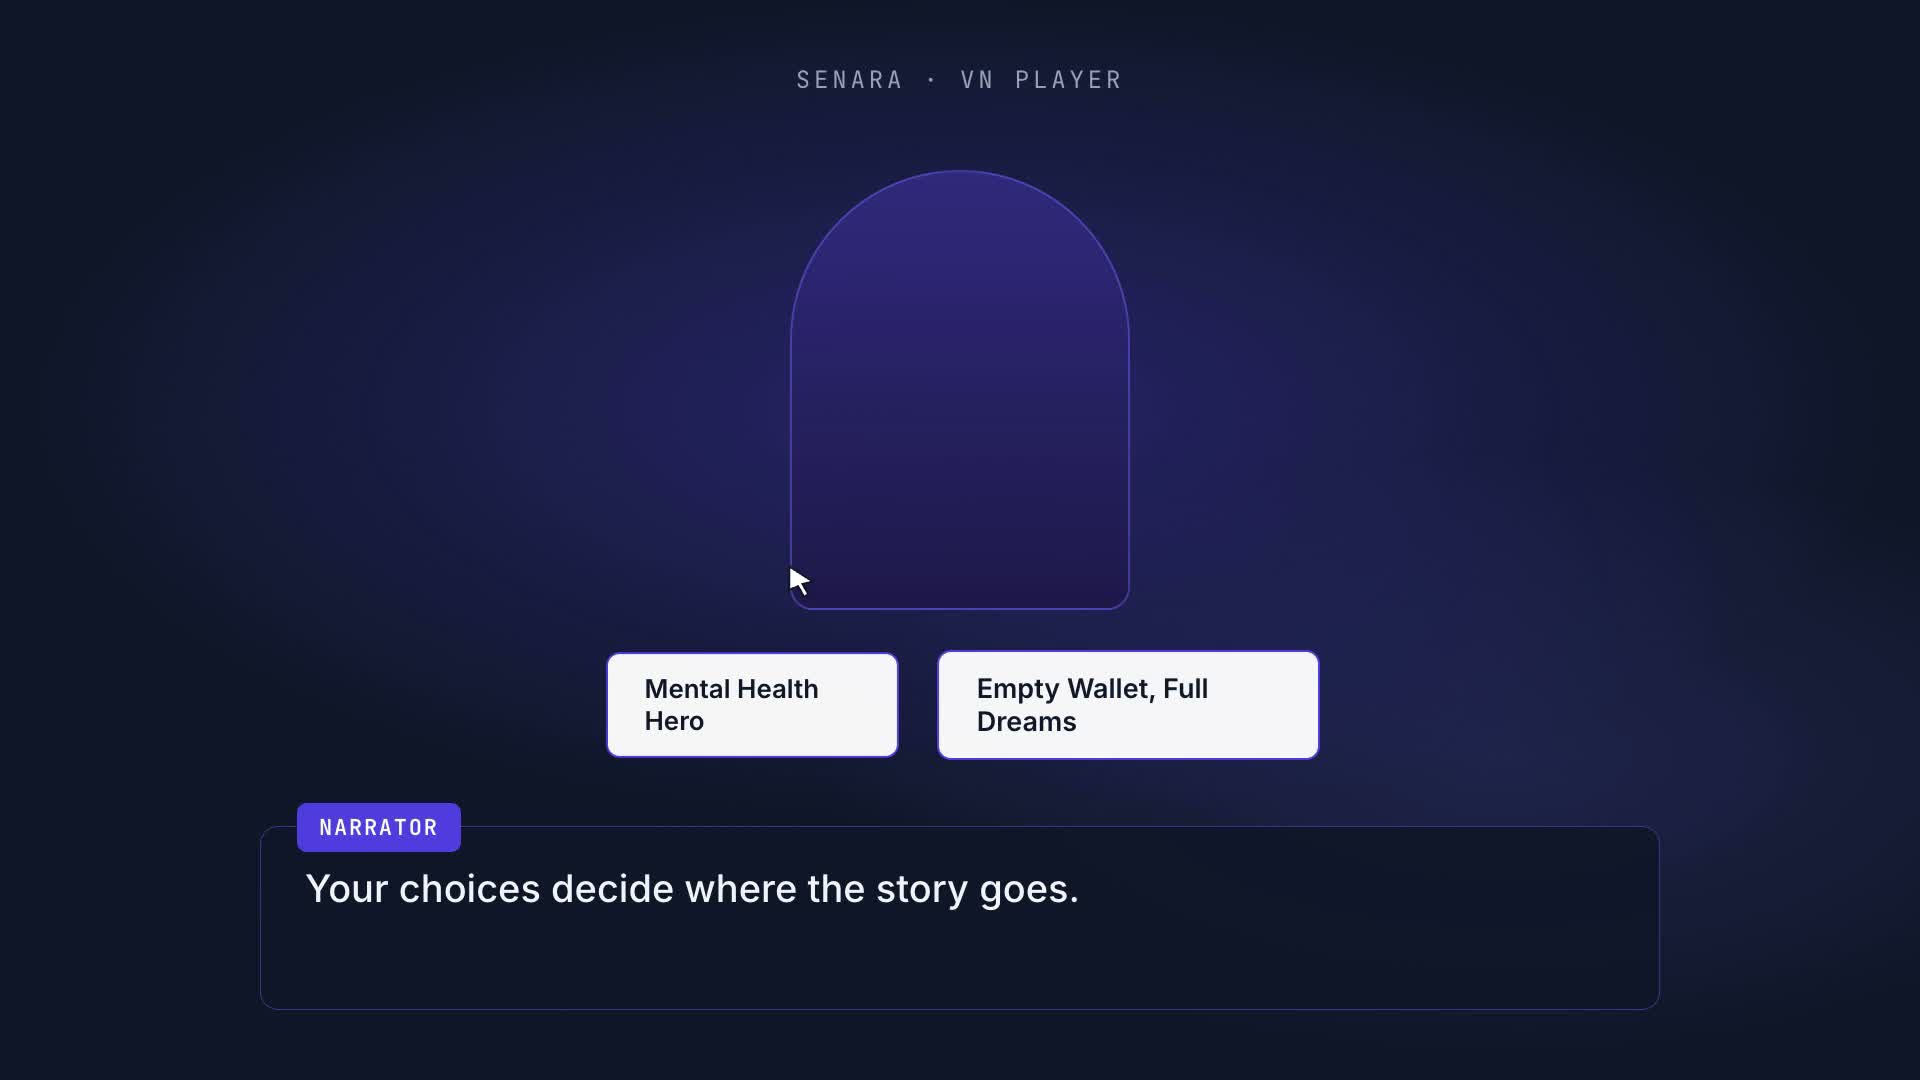 SENARA · VN PLAYER
Mental Health
Hero
Empty Wallet, Full
Dreams
NARRATOR
Your choices decide where the story goes.